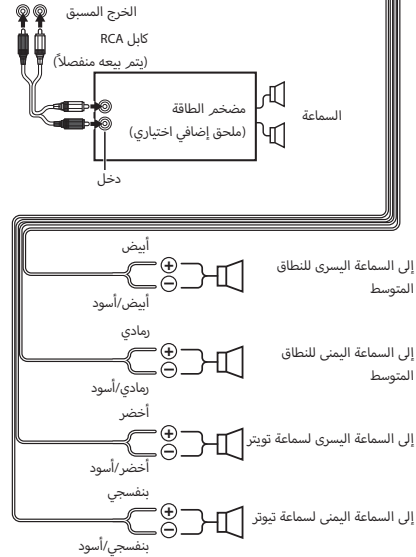 الخرج المسبق
كابل RCA
(يتم بيعه منفصلاً)
مضخم الطاقة
(ملحق إضافي اختياري)
السماعة
دخل
أبيض
إلى السماعة اليسرى للنطاق
المتوسط
أبيض/أسود
رمادي
إلى السماعة اليمنى للنطاق
المتوسط
رمادي/أسود
أخضر
إلى السماعة اليسرى لسماعة تويتر
أخضر/أسود
بنفسجي
إلى السماعة اليمنى لسماعة تيوتر
بنفسجي/أسود